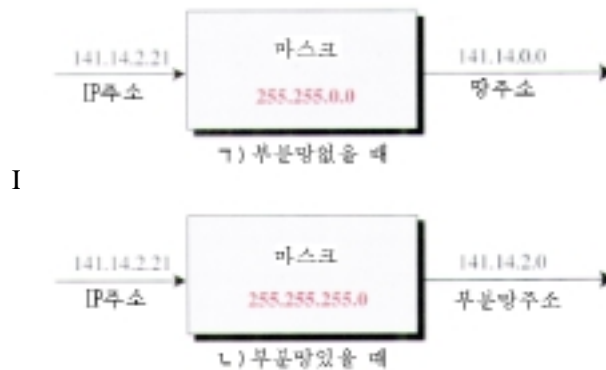 141.14.2.21
IP주소
마스크
255.255.0.0
141.14.0.0
망주소
ㄱ) 부분망없을 때
I
141.14.2.21
IP주소
마스크
255.255.255.0
141.14.2.0
부분망주소
ㄴ) 부분망있을 때